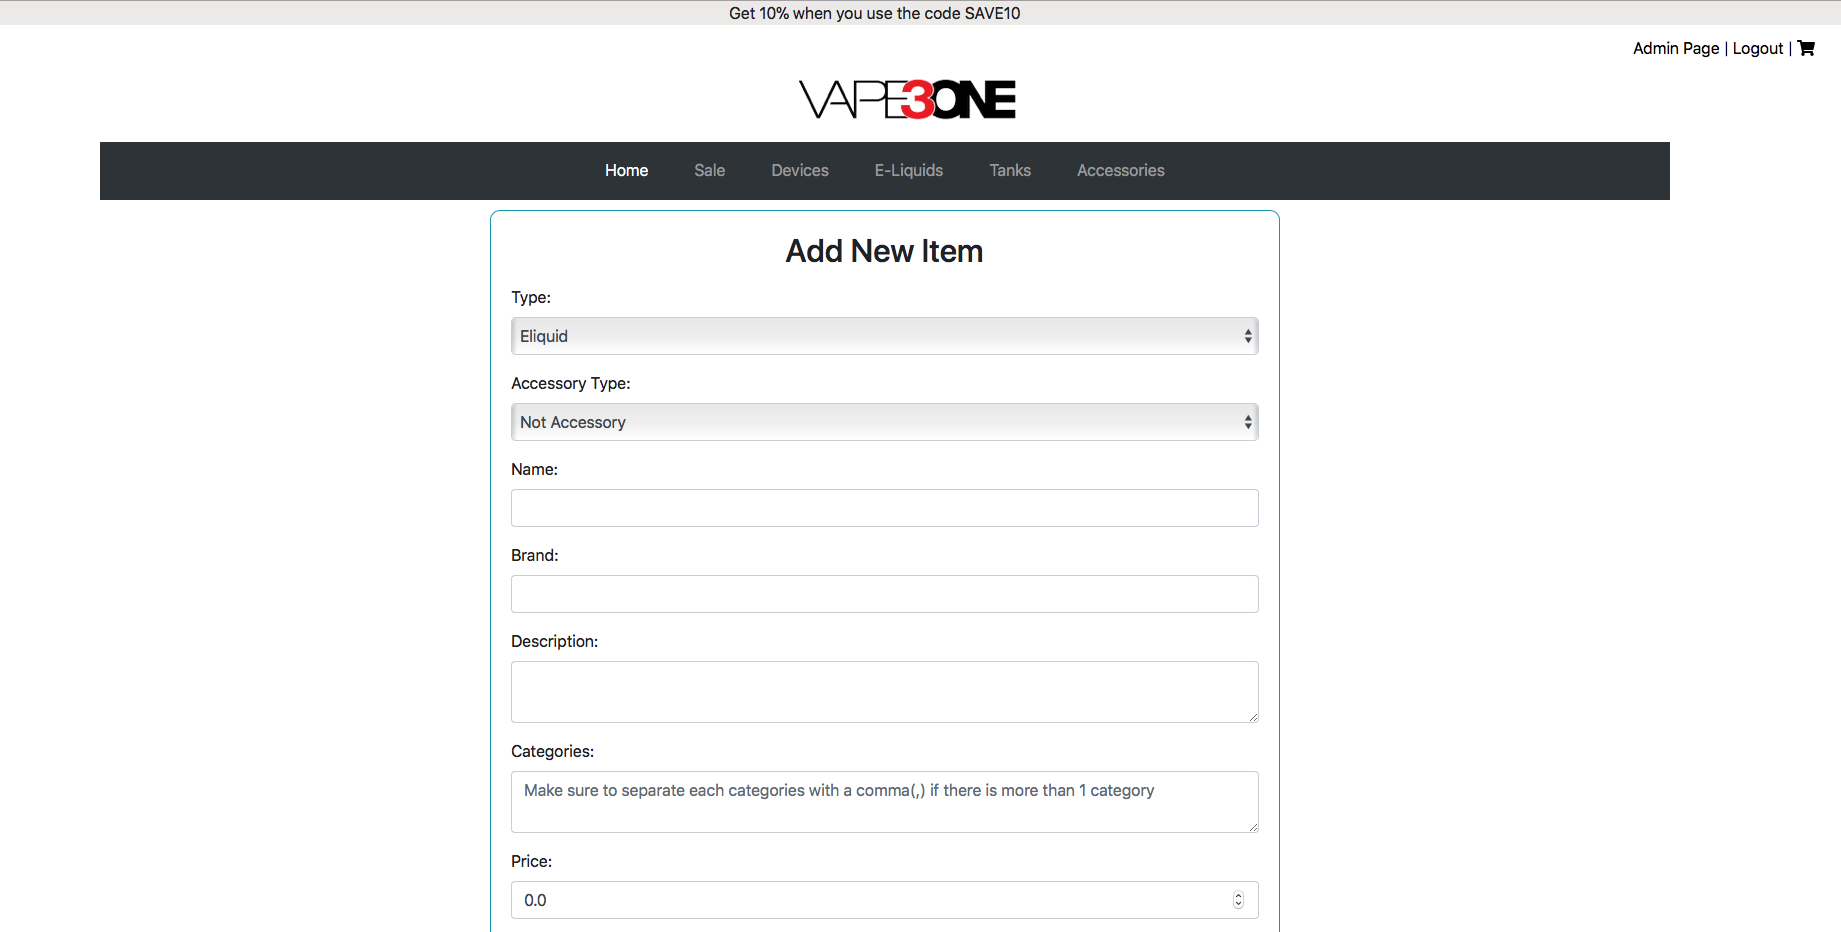 Get 10% when you use the code SAVE10
Admin Page | Logout |
VAPE3ONE
Home Sale Devices E-Liquids Tanks Accessories
Add New Item
Type:
Eliquid
Accessory Type:
Not Accessory
Name:
Brand:
Description:
Categories:
Make sure to separate each categories with a comma(,) if there is more than 1 category
Price:
0.0